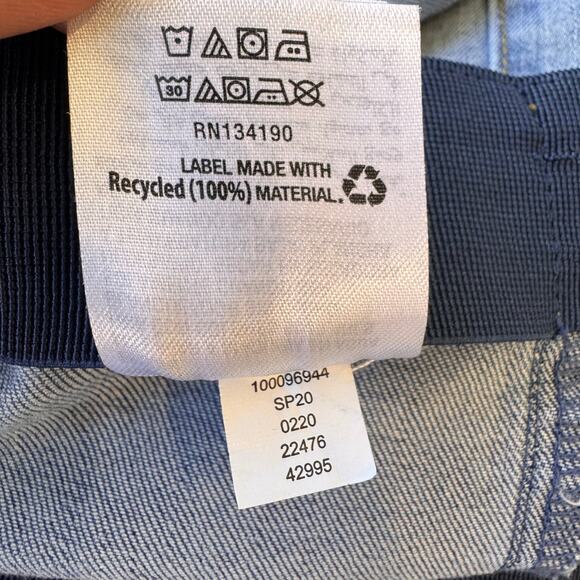 30
RN134190
LABEL MADE WITH
Recycled (100%) MATERIAL.
100096944
SP20
0220
22476
42995